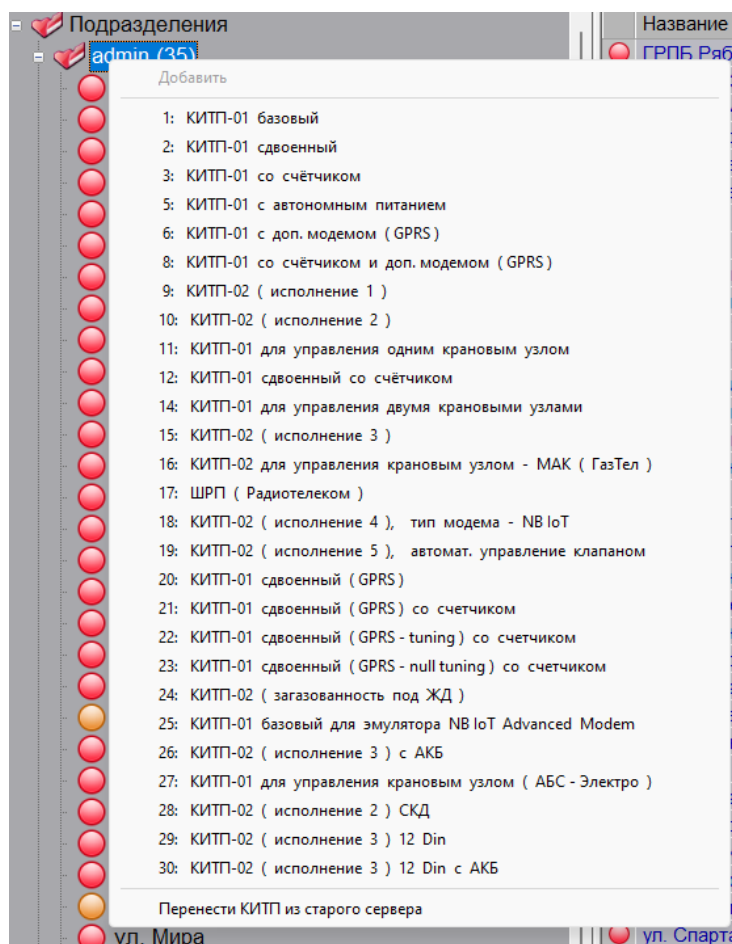 Подразделения
Название
admin (35)
ГРПБ Ряб
Добавить
1: КИТП-01 базовый
2: КИТП-01 сдвоенный
3: КИТП-01 со счётчиком
5: КИТП-01 с автономным питанием
6: КИТП-01 с доп. модемом ( GPRS )
8: КИТП-01 со счётчиком и доп. модемом ( GPRS )
9: КИТП-02 ( исполнение 1 )
10: КИТП-02 ( исполнение 2 )
11: КИТП-01 для управления одним крановым узлом
12: КИТП-01 сдвоенный со счётчиком
14: КИТП-01 для управления двумя крановыми узлами
15: КИТП-02 ( исполнение 3 )
16: КИТП-02 для управления крановым узлом - МАК ( ГазТел )
17: ШРП ( Радиотелеком )
18: КИТП-02 ( исполнение 4 ), тип модема - NB IoT
19: КИТП-02 ( исполнение 5 ), автомат. управление клапаном
20: КИТП-01 сдвоенный ( GPRS )
21: КИТП-01 сдвоенный ( GPRS ) со счетчиком
22: КИТП-01 сдвоенный ( GPRS - tuning ) со счетчиком
23: КИТП-01 сдвоенный ( GPRS - null tuning ) со счетчиком
24: КИТП-02 ( загазованность под ЖД )
25: КИТП-01 базовый для эмулятора NB IoT Advanced Modem
26: КИТП-02 ( исполнение 3 ) с АКБ
27: КИТП-01 для управления крановым узлом ( АБС - Электро )
28: КИТП-02 ( исполнение 2 ) СКД
29: КИТП-02 ( исполнение 3 ) 12 Din
30: КИТП-02 ( исполнение 3 ) 12 Din с АКБ
Перенести КИТП из старого сервера
ул. Мира
ул. Спарта